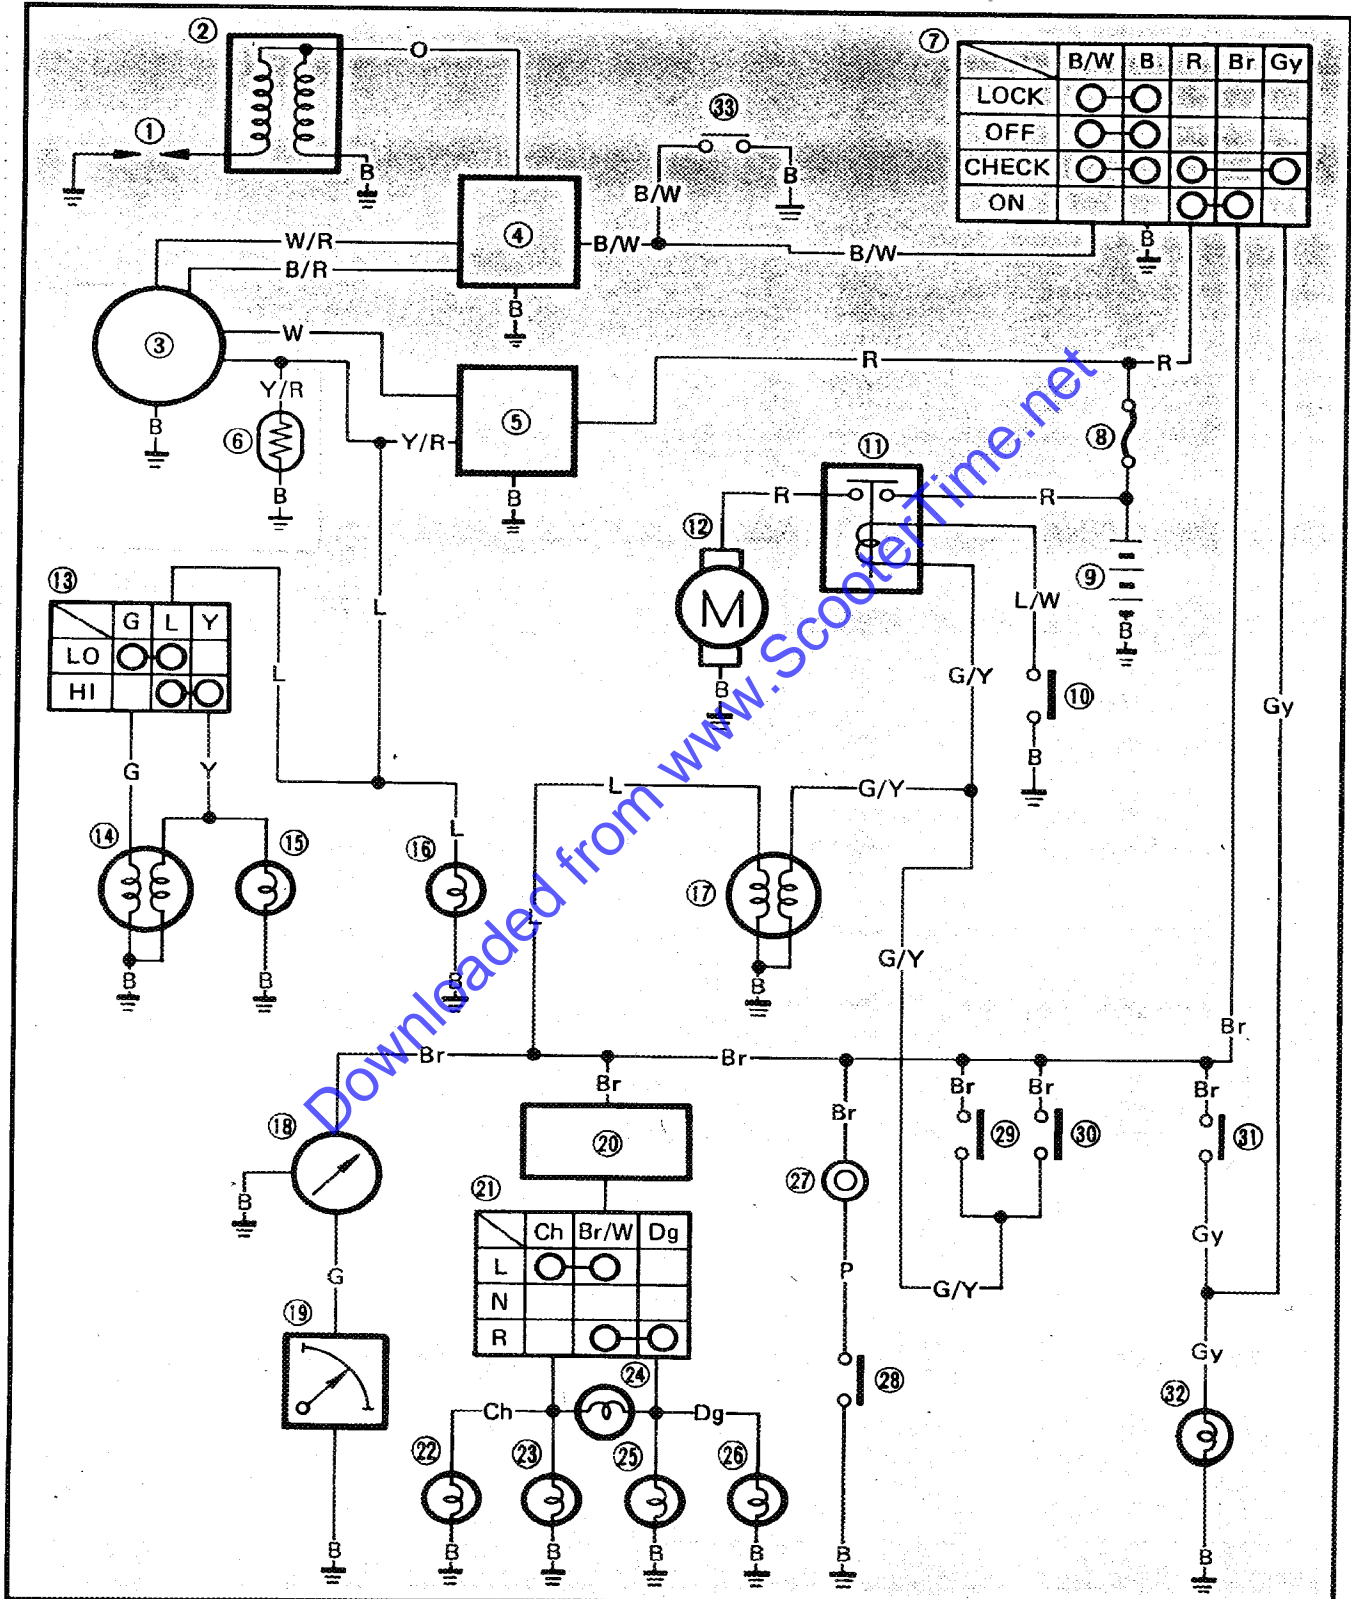 ② ⑦
B/W B R Br Gy
LOCK
OFF
CHECK
ON
O
㉝
①
B
B/W
B
④
W/R
B/R
B/W
B/W
B
B
③
W
R
R
Y/R
B
⑥
⑤
Y/R
⑧
⑪
B
B
R
R
⑫
⑨
⑬
G L Y
LO
HI
L
L
M
L/W
B
B
G/Y
⑩
Gy
B
G
Y
L
G/Y
⑭
⑮
⑯
L
⑰
L
G/Y
B
B
B
B
Br
Br
Br
Br
Br
Br
Br
Br
⑱
⑳
㉙
㉚
㉛
㉗
B
㉑
Ch Br/W Dg
L
N
R
G
P
Gy
G/Y
⑲
㉔
㉘
Gy
㉜
Ch
Dg
㉒
㉓
㉕
㉖
B
B
B
B
B
B
B
Downloaded from www.ScooterTime.net